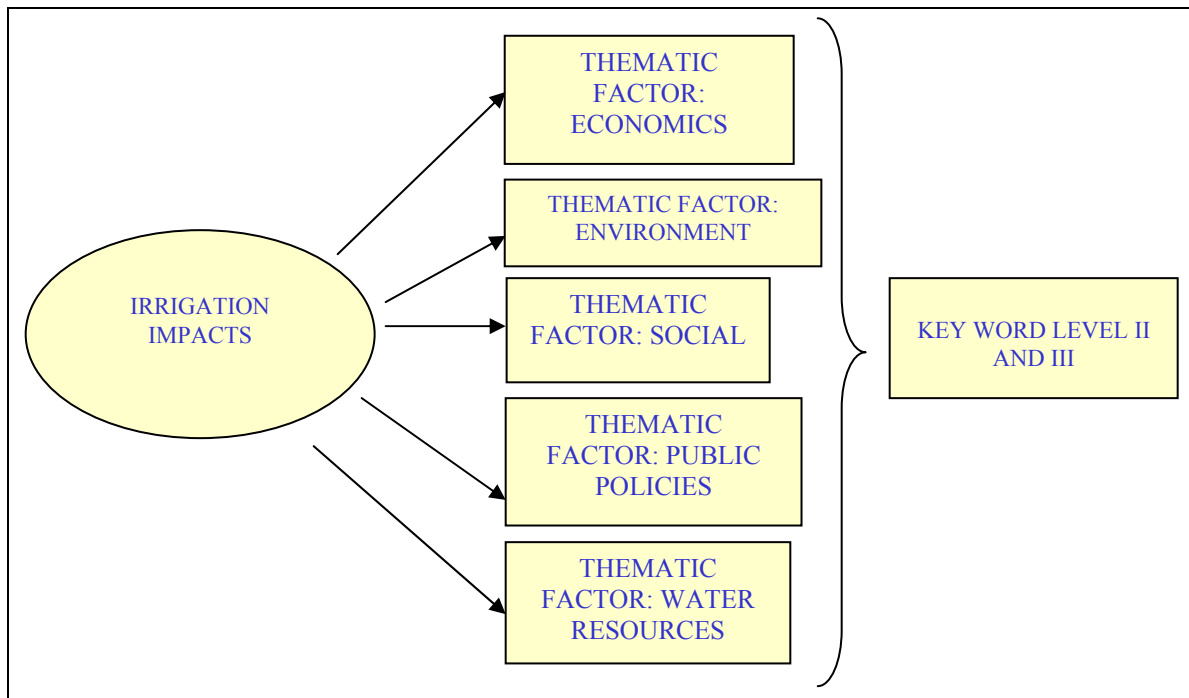 THEMATIC
FACTOR:
ECONOMICS
THEMATIC FACTOR:
ENVIRONMENT
IRRIGATION
IMPACTS
THEMATIC
FACTOR: SOCIAL
KEY WORD LEVEL II
AND III
THEMATIC
FACTOR: PUBLIC
POLICIES
THEMATIC
FACTOR: WATER
RESOURCES